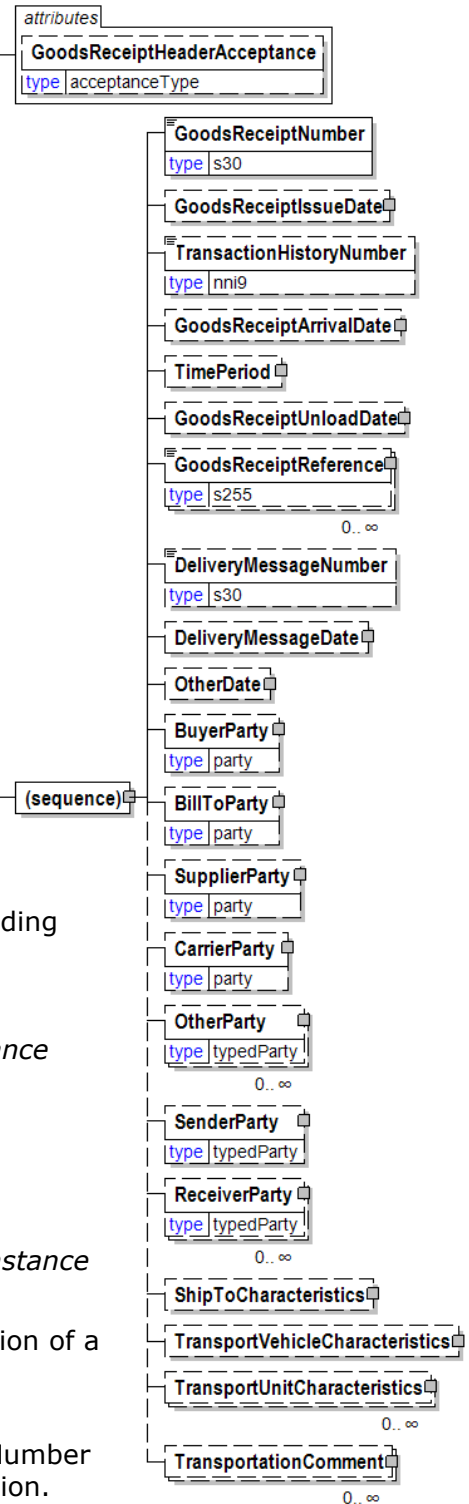 attributes
GoodsReceiptHeaderAcceptance
type acceptanceType
GoodsReceiptNumber
type s30
GoodsReceiptIssueDate
TransactionHistoryNumber
type nni9
GoodsReceiptArrivalDate
TimePeriod
GoodsReceiptUnloadDate
GoodsReceiptReference
type s255
0.. ∞
DeliveryMessageNumber
type s30
DeliveryMessageDate
OtherDate
BuyerParty
type party
(sequence)
BillToParty
type party
SupplierParty
type party
ding
CarrierParty
type party
OtherParty
type typedParty
ance
0.. ∞
SenderParty
type typedParty
ReceiverParty
type typedParty
0.. ∞
nstance
ShipToCharacteristics
ion of a
TransportVehicleCharacteristics
TransportUnitCharacteristics
0.. ∞
Number
TransportationComment
tion.
0.. ∞